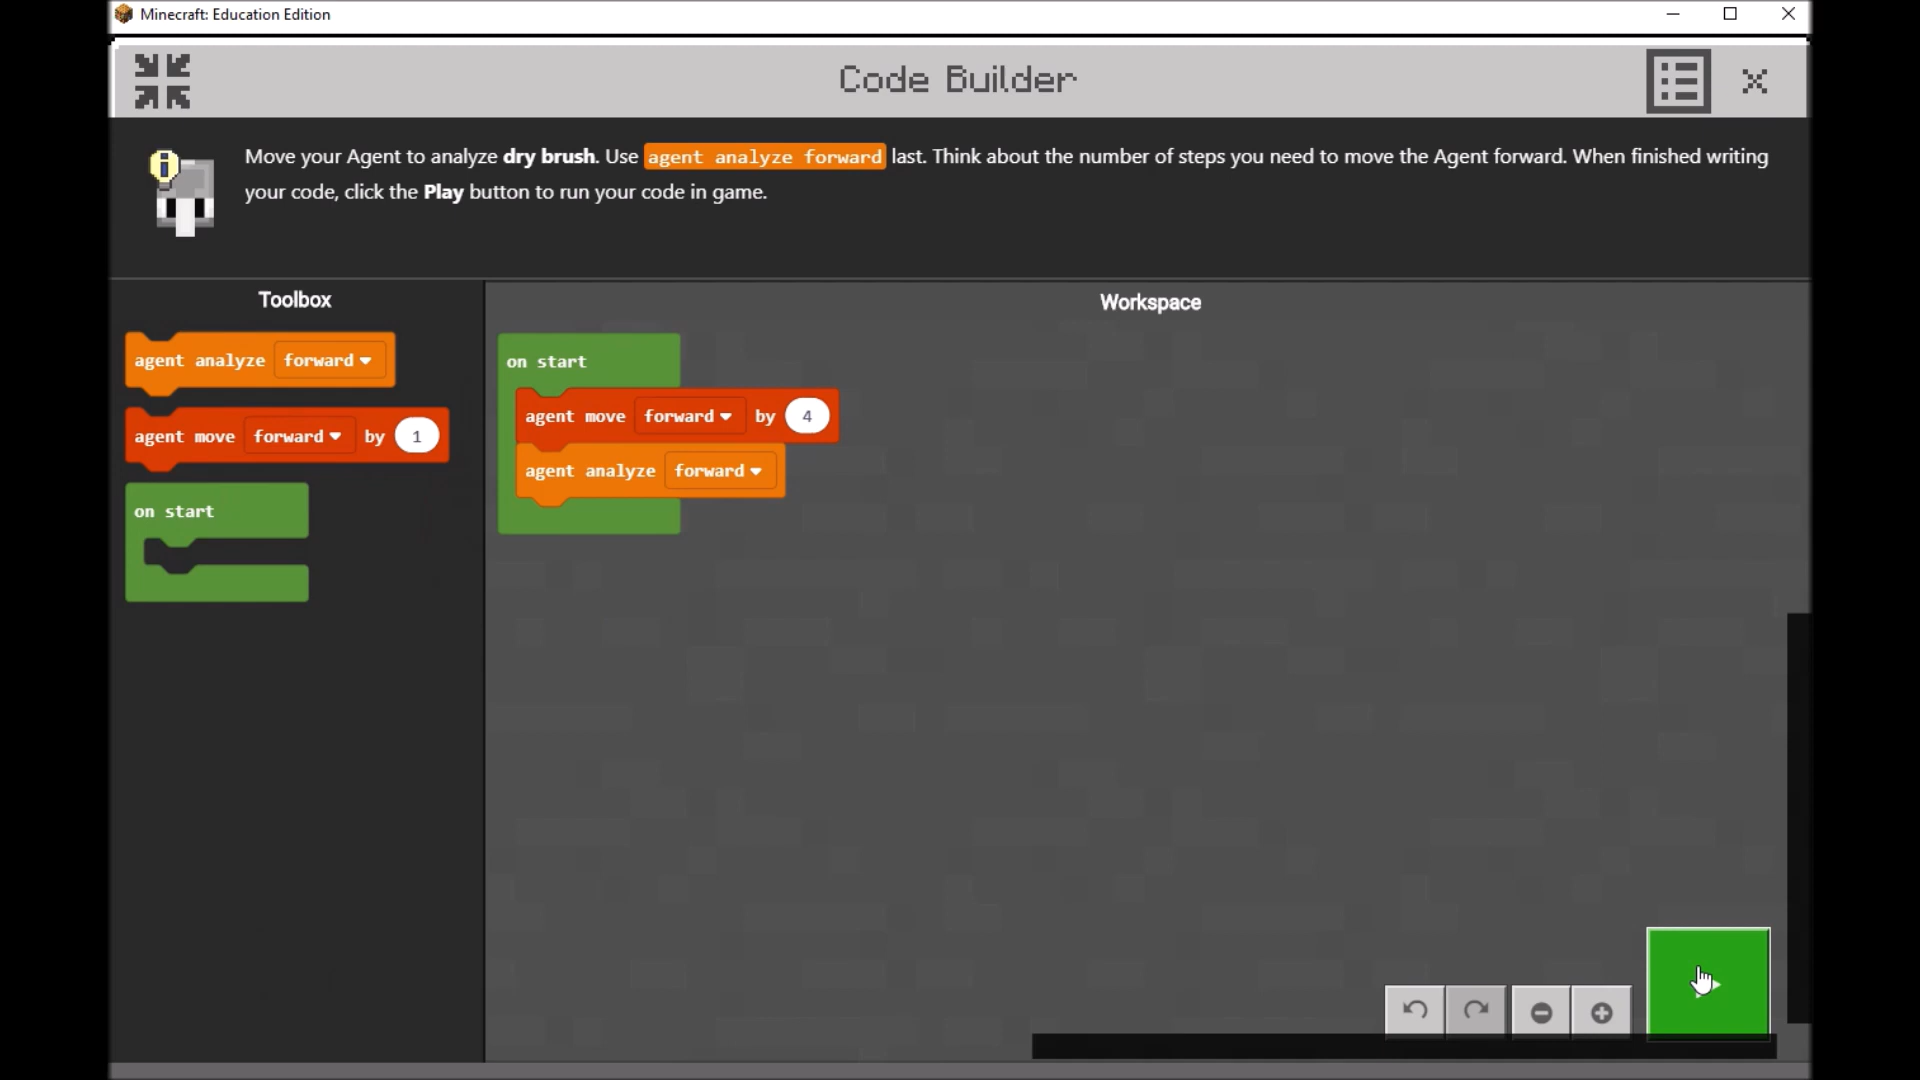 Minecraft: Education Edition
Code Builder
Move your Agent to analyze dry brush. Use agent analyze forward last. Think about the number of steps you need to move the Agent forward. When finished writing
your code, click the Play button to run your code in game.
Toolbox
agent analyze forward
agent move forward by 1
on start
Workspace
on start
agent move forward by 4
agent analyze forward